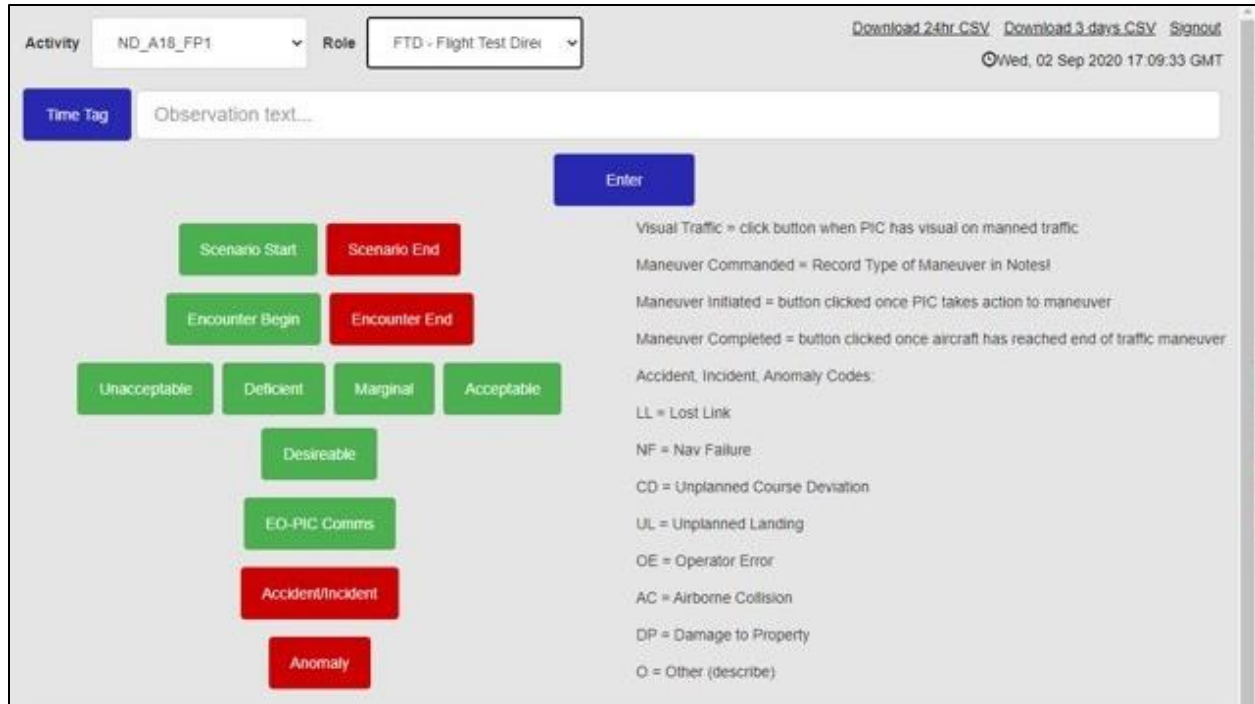 Activity ND_A18_FP1 Role FTD - Flight Test Dire
Download 24hr CSV Download 3 days CSV Signout
Wed, 02 Sep 2020 17:09:33 GMT
Time Tag Observation text...
Enter
Scenario Start Scenario End
Encounter Begin Encounter End
Unacceptable Deficient Marginal Acceptable
Desireable
EO-PIC Comms
Accident/Incident
Anomaly
Visual Traffic = click button when PIC has visual on manned traffic
Maneuver Commanded = Record Type of Maneuver in Notes!
Maneuver Initiated = button clicked once PIC takes action to maneuver
Maneuver Completed = button clicked once aircraft has reached end of traffic maneuver
Accident, Incident, Anomaly Codes:
LL = Lost Link
NF = Nav Failure
CD = Unplanned Course Deviation
UL = Unplanned Landing
OE = Operator Error
AC = Airborne Collision
DP = Damage to Property
O = Other (describe)